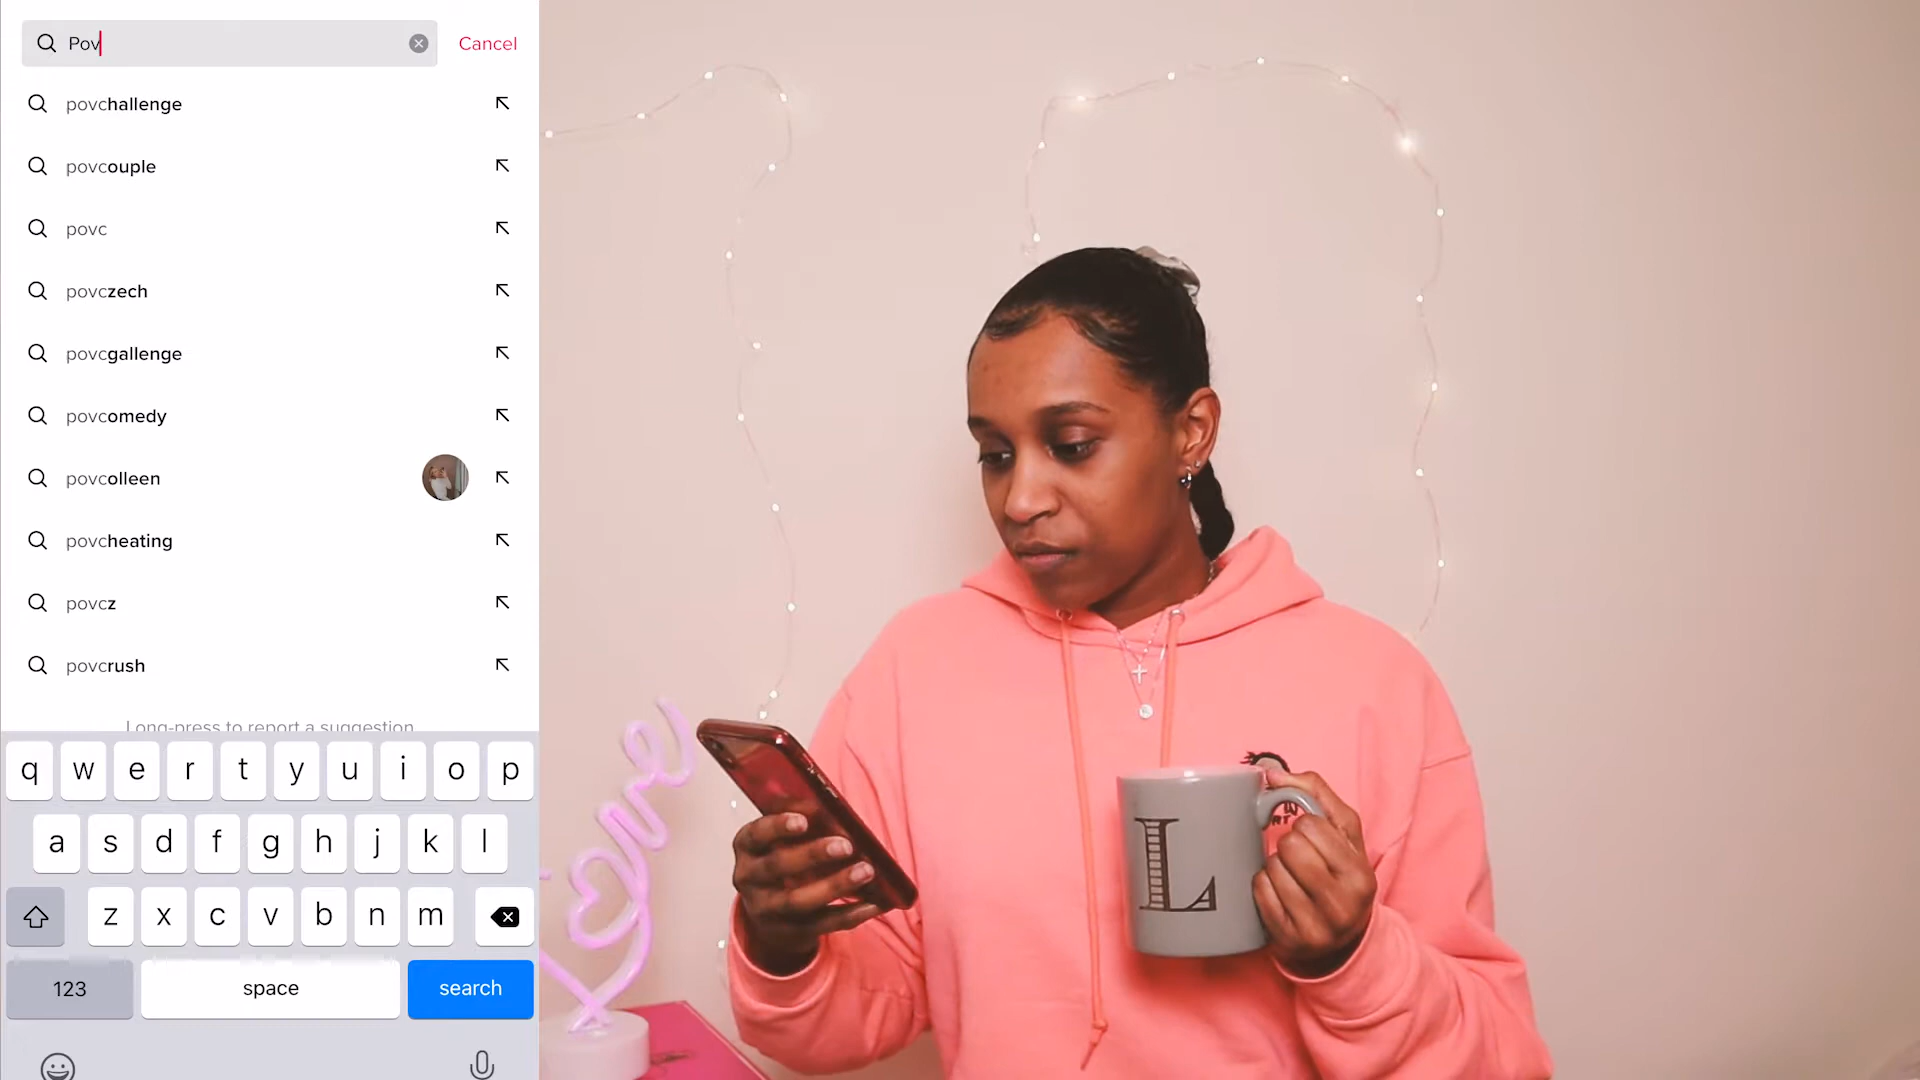 Pov
Cancel
povchallenge
povcouple
povc
povczech
povcgallenge
povcomedy
povcolleen
povcheating
povcz
povcrush
Long-press to report a suggestion
q w e r t y u i o p
a s d f g h j k l
z x c v b n m
123
space
search
Love
L